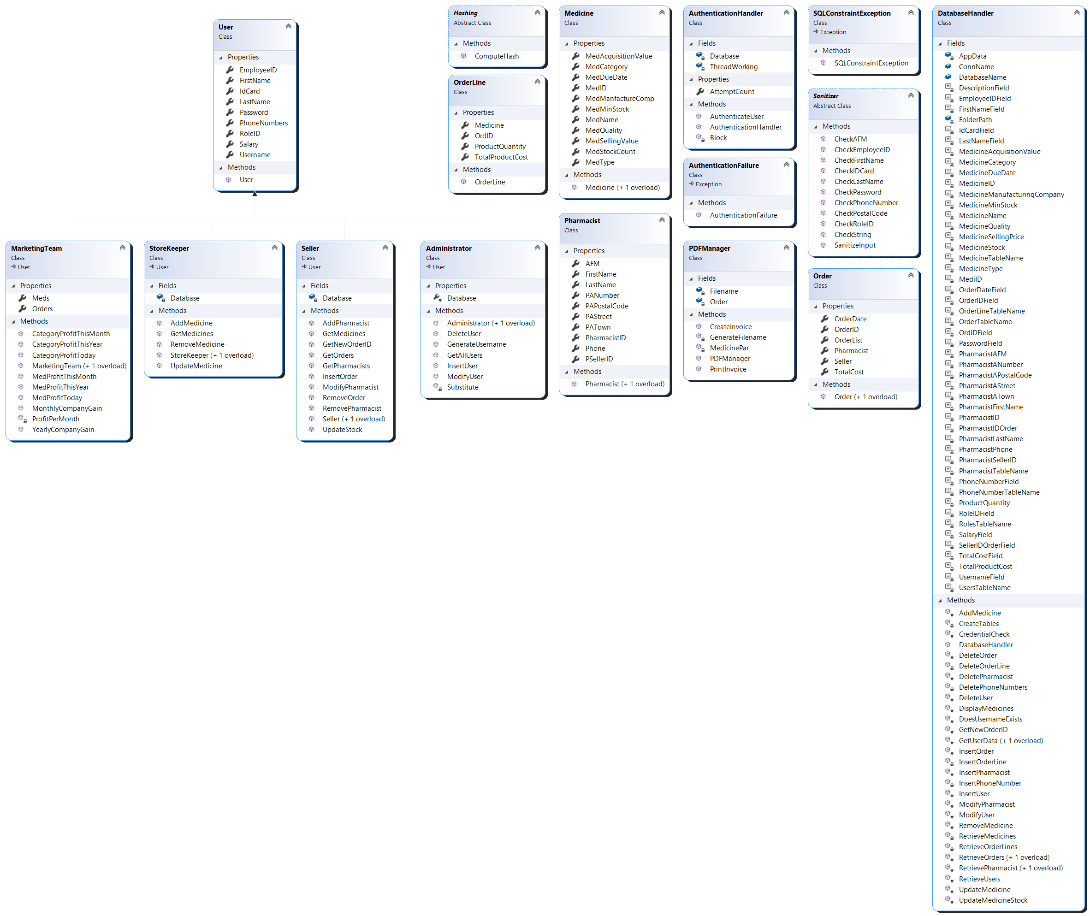 User
Class
Properties
EmployeeID
FirstName
IdCard
LastName
Password
PhoneNumbers
RoleID
Salary
Username
Methods
User
MarketingTeam
Class
User
Properties
Meds
Orders
Methods
CategoryProfitThisMonth
CategoryProfitThisYear
CategoryProfitToday
MarketingTeam (+ 1 overload)
MedProfitThisMonth
MedProfitThisYear
MedProfitToday
MonthlyCompanyGain
ProfitPerMonth
YearlyCompanyGain
StoreKeeper
Class
User
Fields
Database
Methods
AddMedicine
GetMedicines
RemoveMedicine
StoreKeeper (+ 1 overload)
UpdateMedicine
Seller
Class
User
Fields
Database
Methods
AddPharmacist
GetMedicines
GetNewOrderID
GetOrders
GetPharmacists
InsertOrder
ModifyPharmacist
RemoveOrder
RemovePharmacist
Seller (+ 1 overload)
UpdateStock
Administrator
Class
User
Properties
Database
Methods
Administrator (+ 1 overload)
DeleteUser
GenerateUsername
GetAllUsers
InsertUser
ModifyUser
Substitute
Hashing
Abstract Class
Methods
ComputeHash
OrderLine
Class
Properties
Medicine
OrdID
ProductQuantity
TotalProductCost
Methods
OrderLine
Medicine
Class
Properties
MedAcquisitionValue
MedCategory
MedDueDate
MedID
MedManfactureComp
MedMinStock
MedName
MedQuality
MedSellingValue
MedStockCount
MedType
Methods
Medicine (+ 1 overload)
Pharmacist
Class
Properties
AFM
FirstName
LastName
PANumber
PAPostalCode
PAStreet
PATown
PharmacistID
Phone
PSellerID
Methods
Pharmacist (+ 1 overload)
AuthenticationHandler
Class
Fields
Database
ThreadWorking
Properties
AttemptCount
Methods
AuthenticateUser
AuthenticationHandler
Block
AuthenticationFailure
Class
Exception
Methods
AuthenticationFailure
PDFManager
Class
Fields
Filename
Order
Methods
CreateInvoice
GenerateFilename
MedicinePar
PDFManager
PrintInvoice
SQLConstraintException
Class
Exception
Methods
SQLConstraintException
Sanitizer
Abstract Class
Methods
CheckAFM
CheckEmployeeID
CheckFirstName
CheckIDCard
CheckLastName
CheckPassword
CheckPhoneNumber
CheckPostalCode
CheckRoleID
CheckString
SanitizeInput
Order
Class
Properties
OrderDate
OrderID
OrderList
Pharmacist
Seller
TotalCost
Methods
Order (+ 1 overload)
DatabaseHandler
Class
Fields
AppData
ConnName
DatabaseName
DescriptionField
EmployeeIDField
FirstNameField
FolderPath
IdCardField
LastNameField
MedicineAcquisitionValue
MedicineCategory
MedicineDueDate
MedicineID
MedicineManufacturingCompany
MedicineMinStock
MedicineName
MedicineQuality
MedicineSellingPrice
MedicineStock
MedicineTableName
MedicineType
MediID
OrderDateField
OrderIDField
OrderLineTableName
OrderTableName
OrdIDField
PasswordField
PharmacistAFM
PharmacistANumber
PharmacistAPostalCode
PharmacistAStreet
PharmacistATown
PharmacistFirstName
PharmacistID
PharmacistIDOrder
PharmacistLastName
PharmacistPhone
PharmacistSellerID
PharmacistTableName
PhoneNumberField
PhoneNumberTableName
ProductQuantity
RoleIDField
RolesTableName
SalaryField
SellerIDOrderField
TotalCostField
TotalProductCost
UsernameField
UsersTableName
Methods
AddMedicine
CreateTables
CredentialCheck
DatabaseHandler
DeleteOrder
DeleteOrderLine
DeletePharmacist
DeletePhoneNumbers
DeleteUser
DisplayMedicines
DoesUsernameExists
GetNewOrderID
GetUserData (+ 1 overload)
InsertOrder
InsertOrderLine
InsertPharmacist
InsertPhoneNumber
InsertUser
ModifyPharmacist
ModifyUser
RemoveMedicine
RetrieveMedicines
RetrieveOrderLines
RetrieveOrders (+ 1 overload)
RetrievePharmacist (+ 1 overload)
RetrieveUsers
UpdateMedicine
UpdateMedicineStock